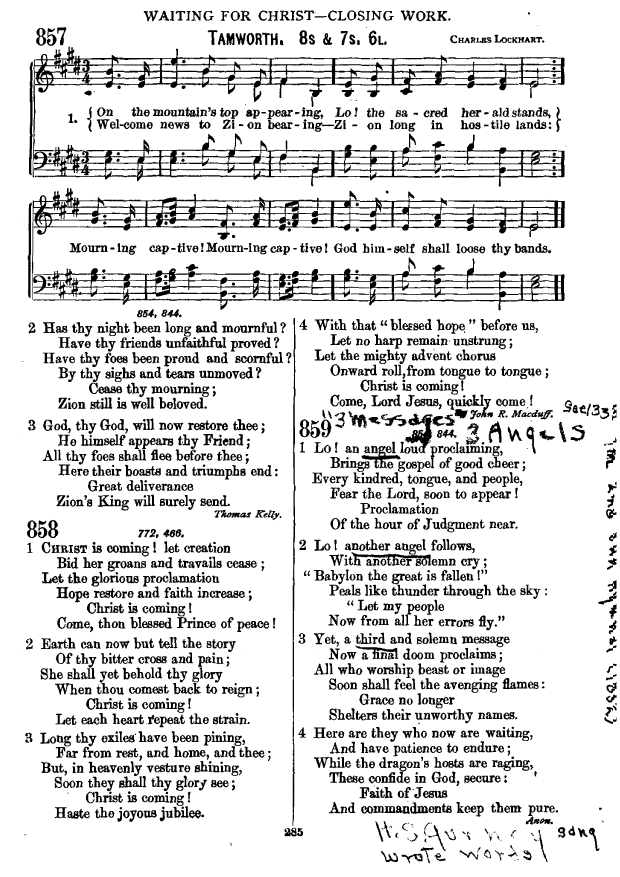 WAITING FOR CHRIST—CLOSING WORK.
857
TAMWORTH. 8s & 7s. 6L.
CHARLES LOCKHART.
1. { On the mountain's top ap-pear-ing, Lo! the sa-cred her-ald stands, }
{ Wel-come news to Zi-on bear-ing—Zi-on long in hos-tile lands: }
Mourn-ing cap-tive! Mourn-ing cap-tive! God him-self shall loose thy bands.
854, 844.
2 Has thy night been long and mournful?
Have thy friends unfaithful proved?
Have thy foes been proud and scornful?
By thy sighs and tears unmoved?
Cease thy mourning;
Zion still is well beloved.
3 God, thy God, will now restore thee;
He himself appears thy Friend;
All thy foes shall flee before thee;
Here their boasts and triumphs end:
Great deliverance
Zion's King will surely send.
Thomas Kelly.
858
772, 466.
1 CHRIST is coming! let creation
Bid her groans and travails cease;
Let the glorious proclamation
Hope restore and faith increase;
Christ is coming!
Come, thou blessed Prince of peace!
2 Earth can now but tell the story
Of thy bitter cross and pain;
She shall yet behold thy glory
When thou comest back to reign;
Christ is coming!
Let each heart repeat the strain.
3 Long thy exiles have been pining,
Far from rest, and home, and thee;
But, in heavenly vesture shining,
Soon they shall thy glory see;
Christ is coming!
Haste the joyous jubilee.
4 With that "blessed hope" before us,
Let no harp remain unstrung;
Let the mighty advent chorus
Onward roll, from tongue to tongue;
Christ is coming!
Come, Lord Jesus, quickly come!
John R. Macduff.
"3 messages
859
844.
3 Angels
1 Lo! an angel loud proclaiming,
Brings the gospel of good cheer;
Every kindred, tongue, and people,
Fear the Lord, soon to appear!
Proclamation
Of the hour of Judgment near.
2 Lo! another angel follows,
With another solemn cry;
"Babylon the great is fallen!"
Peals like thunder through the sky:
"Let my people
Now from all her errors fly."
3 Yet, a third and solemn message
Now a final doom proclaims;
All who worship beast or image
Soon shall feel the avenging flames:
Grace no longer
Shelters their unworthy names.
4 Here are they who now are waiting,
And have patience to endure;
While the dragon's hosts are raging,
These confide in God, secure:
Faith of Jesus
And commandments keep them pure.
Anon.
285
H.S. Gurney sang
wrote words